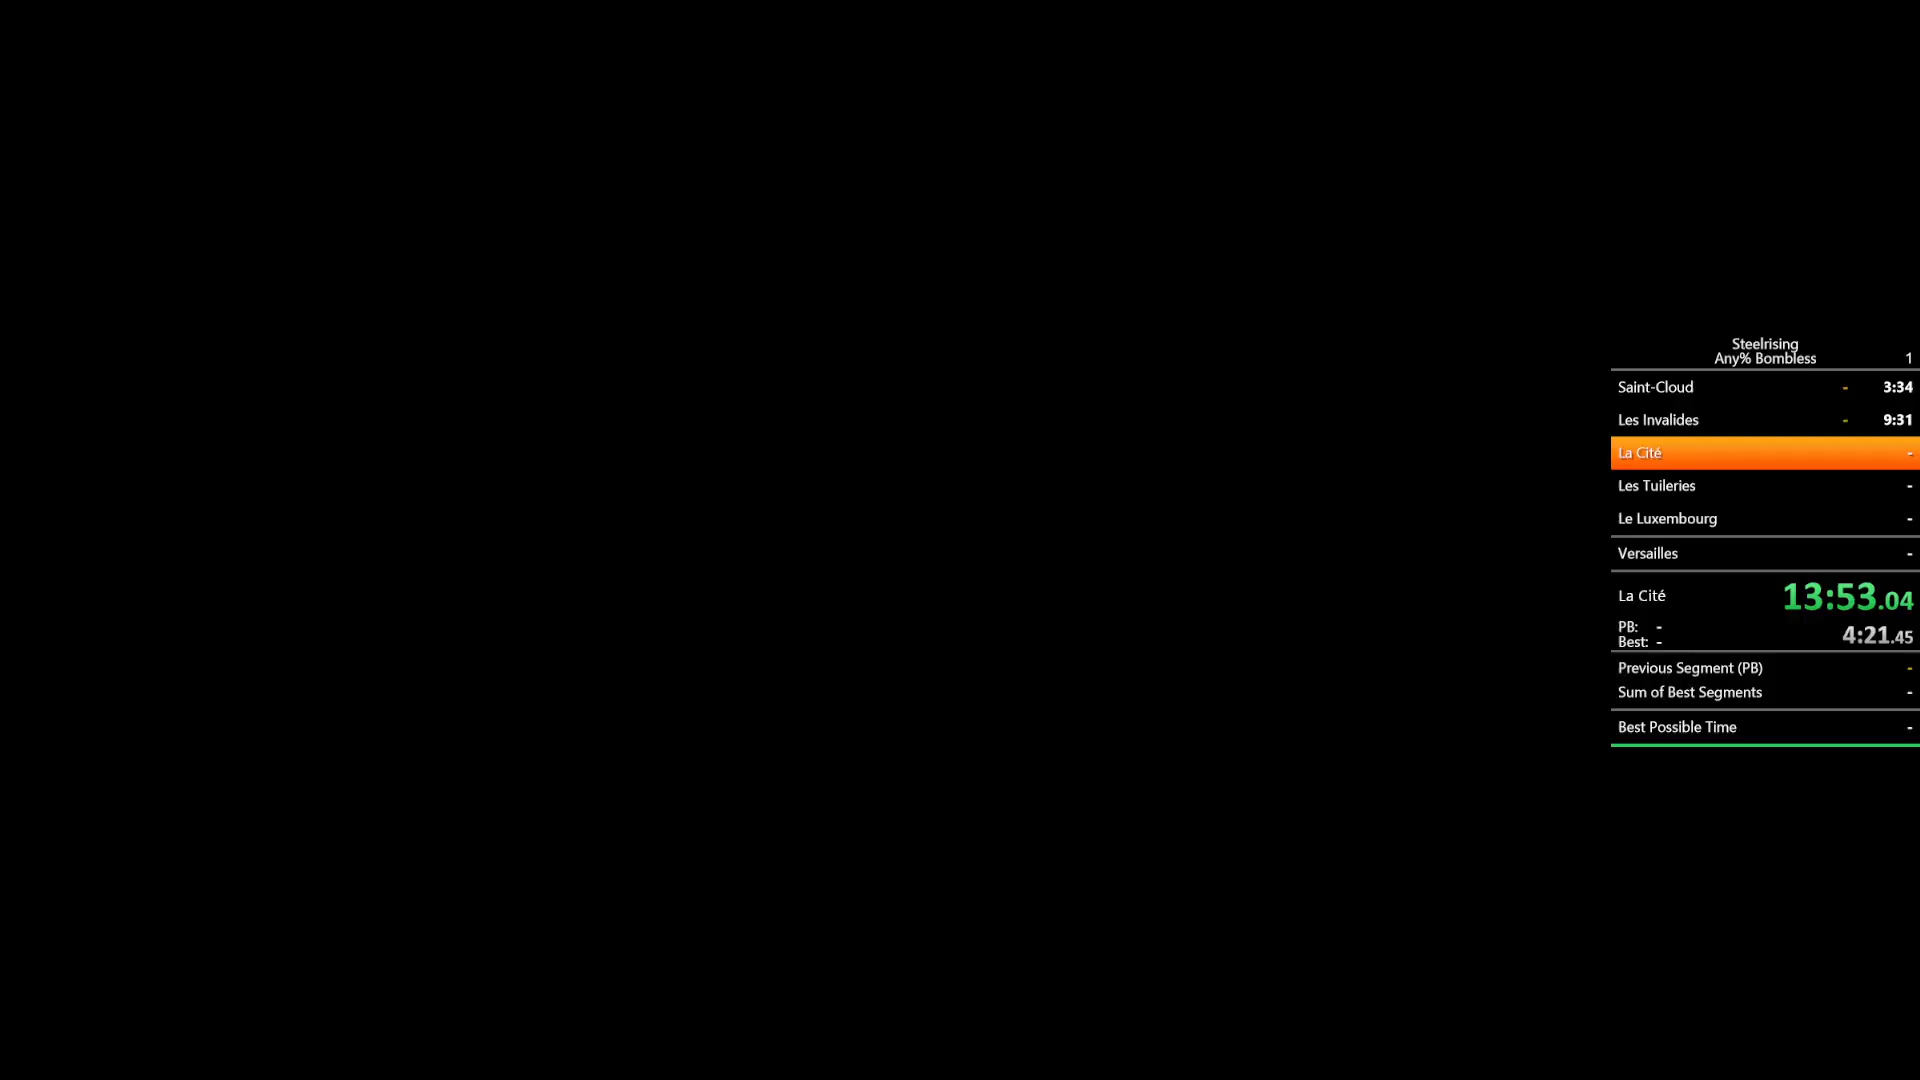 Steelrising
Any% Bombless 1
Saint-Cloud - 3:34
Les Invalides - 9:31
La Cité -
Les Tuileries -
Le Luxembourg -
Versailles -
La Cité 13:53.04
PB: -
Best: - 4:21.45
Previous Segment (PB) -
Sum of Best Segments -
Best Possible Time -